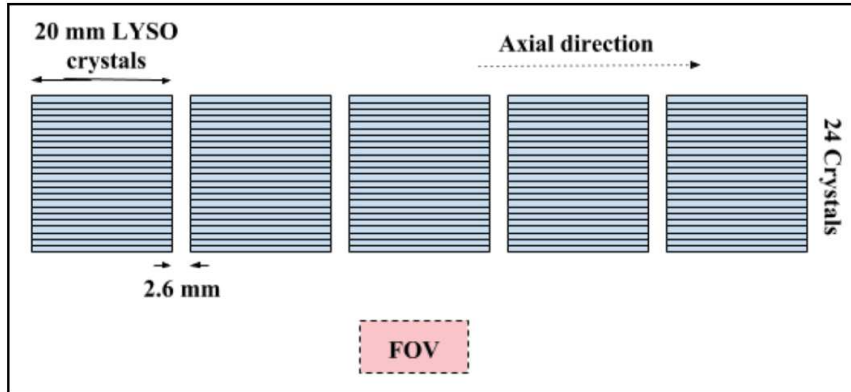 20 mm LYSO
crystals
Axial direction
24 Crystals
2.6 mm
FOV